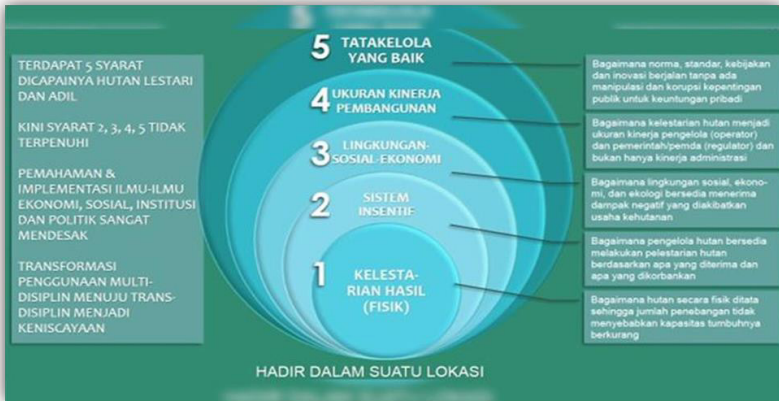 TERDAPAT 5 SYARAT
DICAPAINYA HUTAN LESTARI
DAN ADIL
KINI SYARAT 2, 3, 4, 5 TIDAK
TERPENUHI
PEMAHAMAN &
IMPLEMENTASI ILMU-ILMU
EKONOMI, SOSIAL, INSTITUSI
DAN POLITIK SANGAT
MENDESAK
TRANSFORMASI
PENGGUNAAN MULTI-
DISIPLIN MENUJU TRANS-
DISIPLIN MENJADI
KENISCAYAAN
5 TATAKELOLA
YANG BAIK
4 UKURAN KINERJA
PEMBANGUNAN
3 LINGKUNGAN-
SOSIAL-EKONOMI
2 SISTEM
INSENTIF
1 KELESTA-
RIAN HASIL
(FISIK)
HADIR DALAM SUATU LOKASI
Bagaimana norma, standar, kebijakan
dan inovasi berjalan tanpa ada
manipulasi dan korupsi kepentingan
publik untuk keuntungan pribadi
Bagaimana kelestarian hutan menjadi
ukuran kinerja pengelola (operator)
dan pemerintah/pemda (regulator) dan
bukan hanya kinerja administrasi
Bagaimana lingkungan sosial, ekono-
mi, dan ekologi bersedia menerima
dampak negatif yang diakibatkan
usaha kehutanan
Bagaimana pengelola hutan bersedia
melakukan pelestarian hutan
berdasarkan apa yang diterima dan
apa yang dikorbankan
Bagaimana hutan secara fisik ditata
sehingga jumlah penebangan tidak
menyebabkan kapasitas tumbuhnya
berkurang